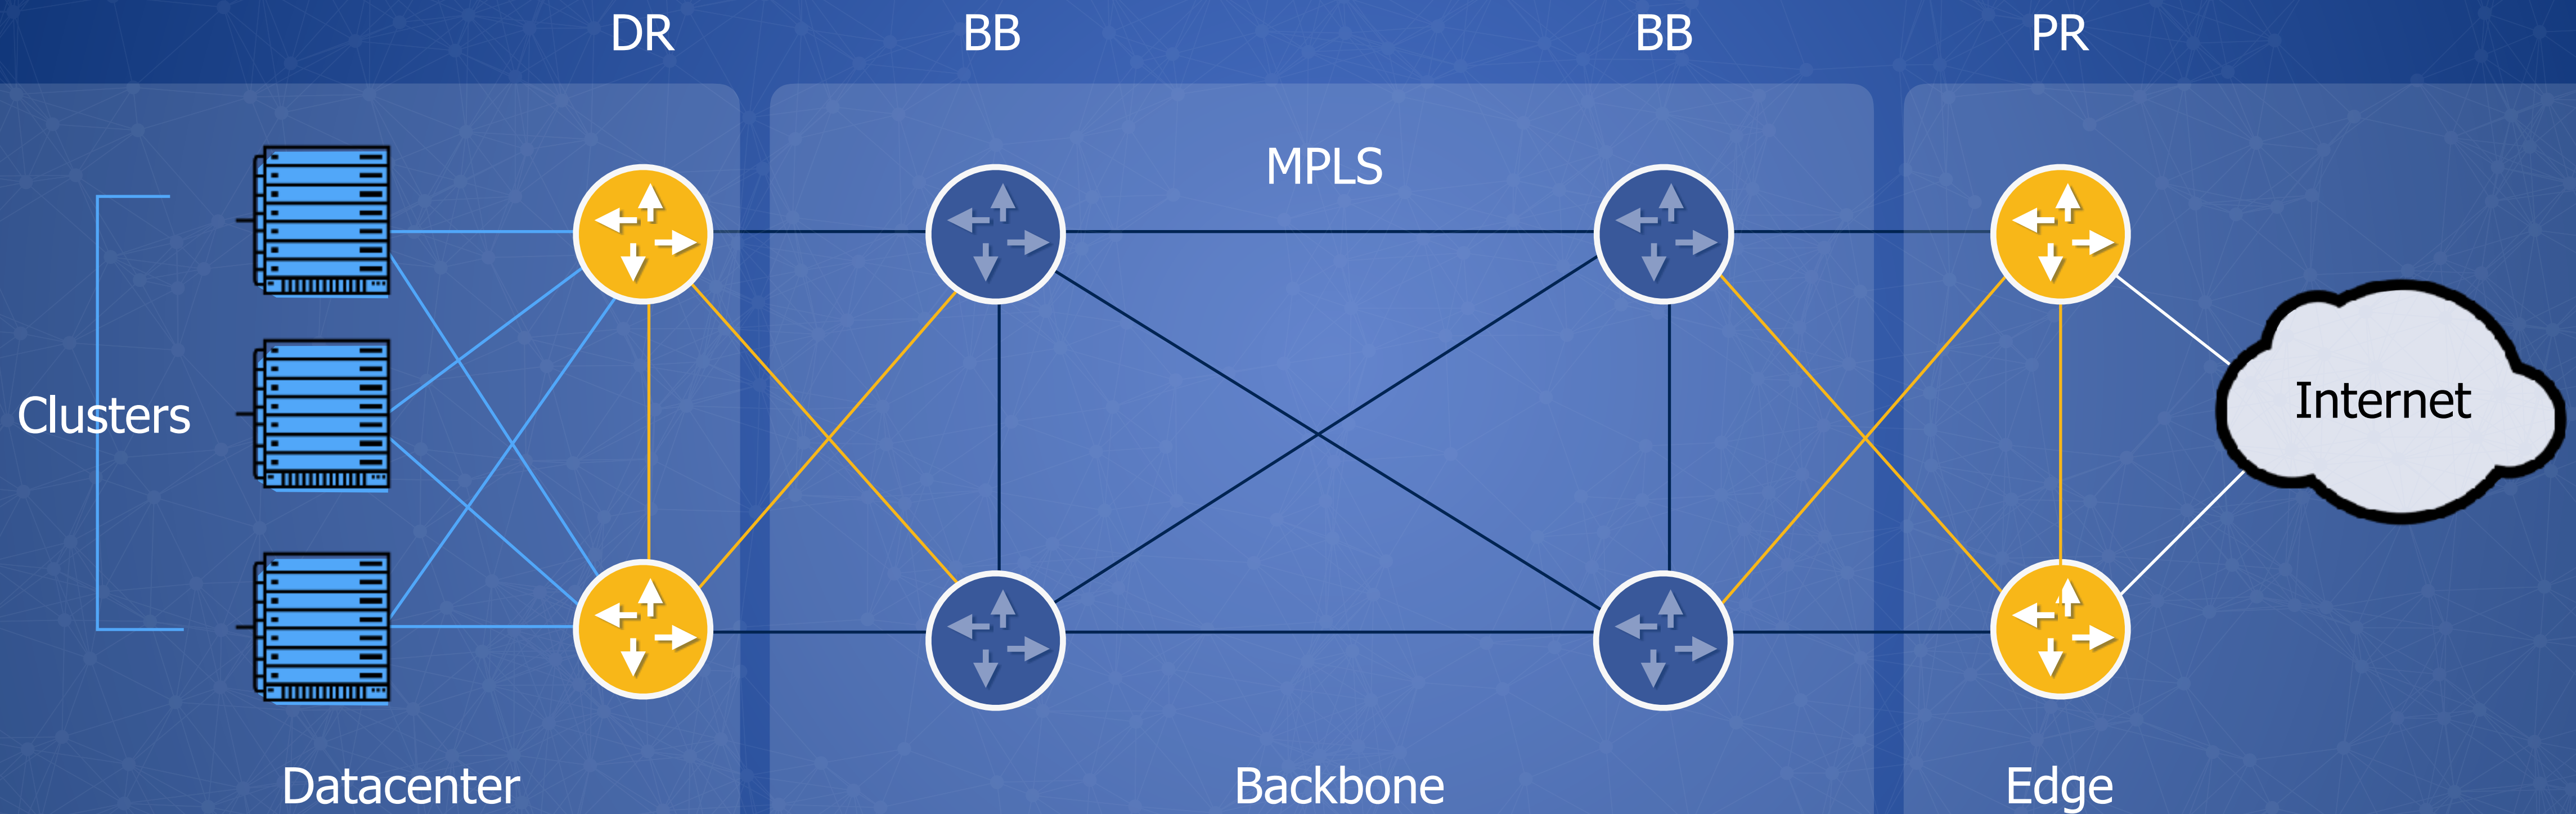 DR
BB
BB
PR
MPLS
Clusters
Internet
Datacenter
Backbone
Edge